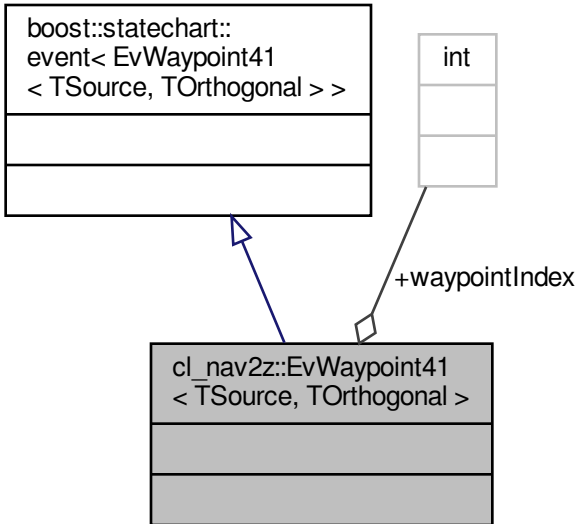 boost::statechart::
event< EvWaypoint41
< TSource, TOrthogonal > >
int
+waypointIndex
cl_nav2z::EvWaypoint41
< TSource, TOrthogonal >